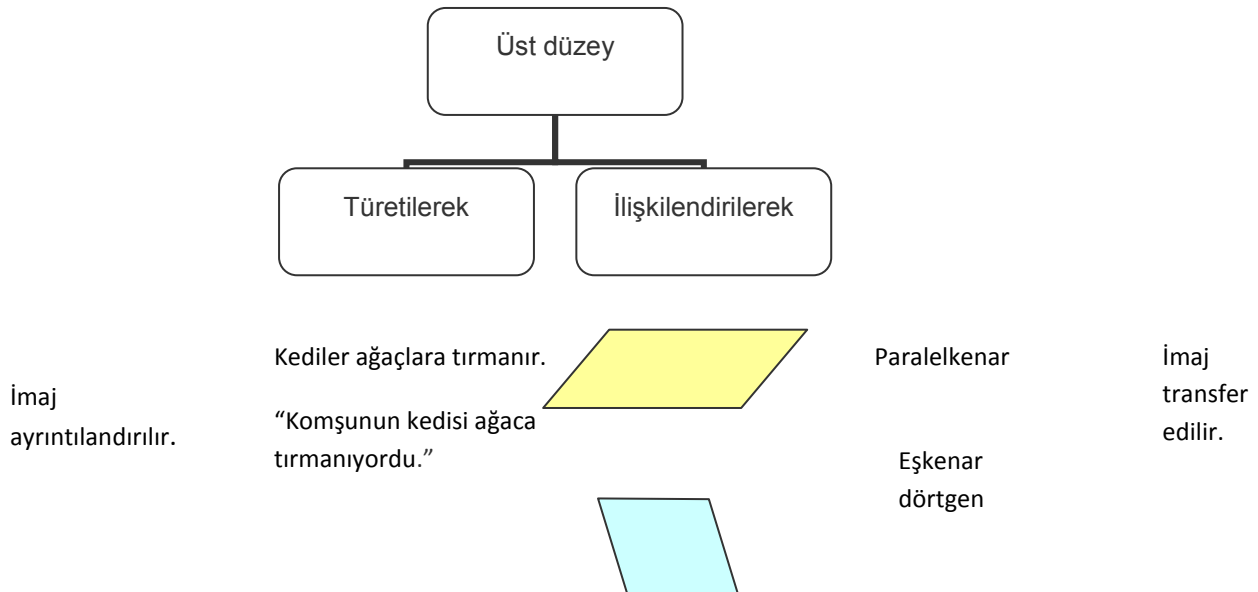 Üst düzey
Türetilerek
İlişkilendirilerek
İmaj
ayrıntılandırılır.
Kediler ağaçlara tırmanır.
“Komşunun kedisi ağaca
tırmanıyordu.”
Paralelkenar
Eşkenar
dörtgen
İmaj
transfer
edilir.